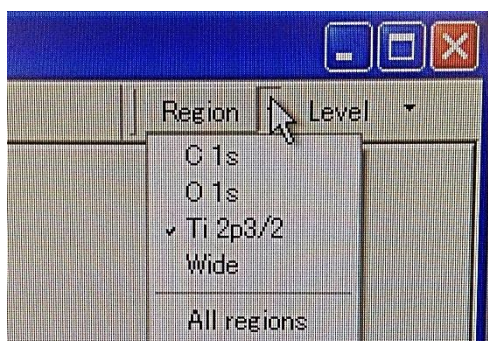 Region Level
C 1s
O 1s
Ti 2p3/2
Wide
All regions